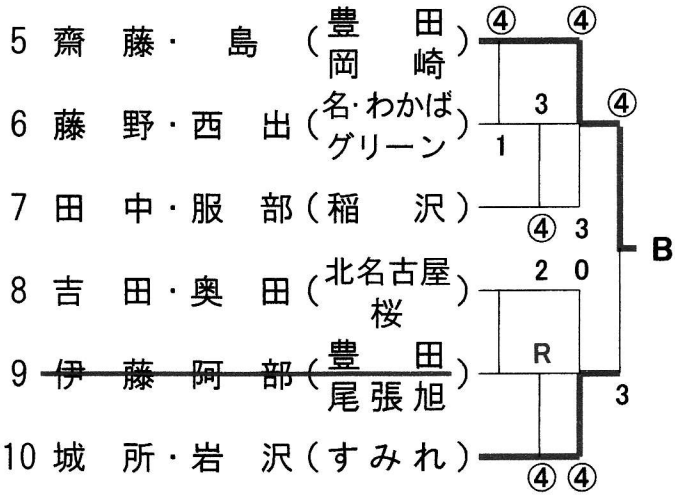 ④ ④
5 齋藤・島(豊田 岡崎)
6 藤野・西出(名・わかば グリーン) 3 ④
1
7 田中・服部(稲沢)
④ 3
B
2 0
8 吉田・奥田(北名古屋 桜)
R
9 伊藤阿部(豊田 尾張旭)
3
10 城所・岩沢(すみれ)
④ ④